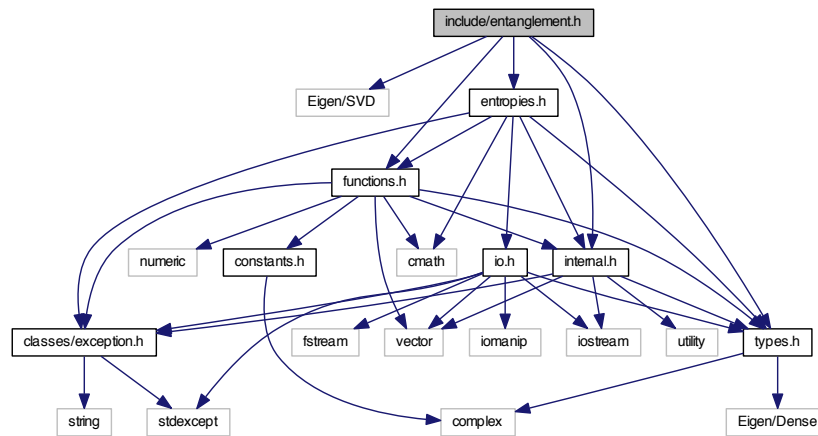 include/entanglement.h
Eigen/SVD
entropies.h
functions.h
numeric
constants.h
cmath
io.h
internal.h
classes/exception.h
fstream
vector
iomanip
iostream
utility
types.h
string
stdexcept
complex
Eigen/Dense